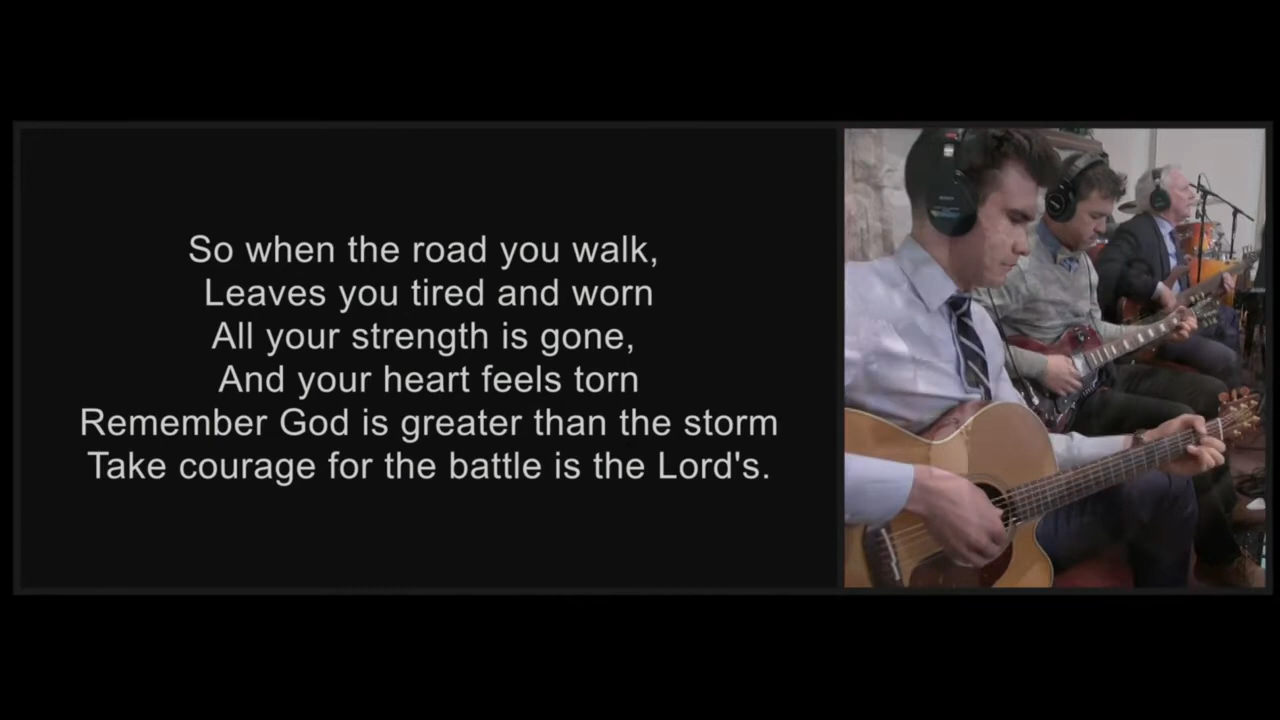 So when the road you walk,
Leaves you tired and worn
All your strength is gone,
And your heart feels torn
Remember God is greater than the storm
Take courage for the battle is the Lord's.